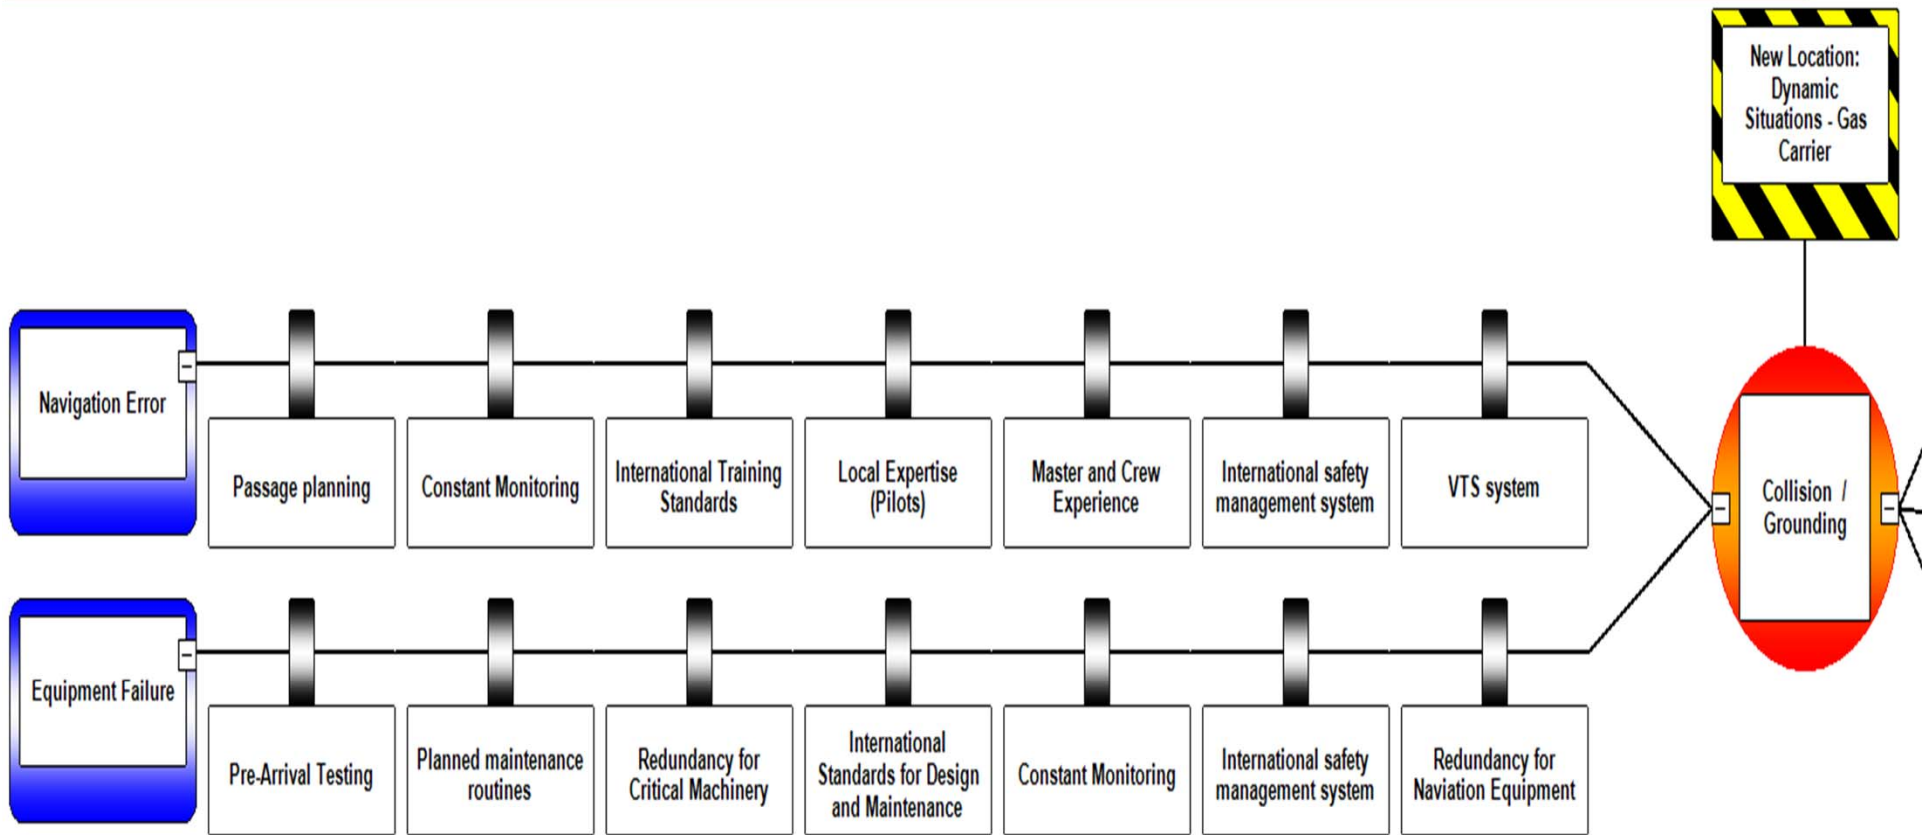 New Location:
Dynamic
Situations - Gas
Carrier
Navigation Error
Passage planning
Constant Monitoring
International Training
Standards
Local Expertise
(Pilots)
Master and Crew
Experience
International safety
management system
VTS system
Collision /
Grounding
Equipment Failure
Pre-Arrival Testing
Planned maintenance
routines
Redundancy for
Critical Machinery
International
Standards for Design
and Maintenance
Constant Monitoring
International safety
management system
Redundancy for
Naviation Equipment